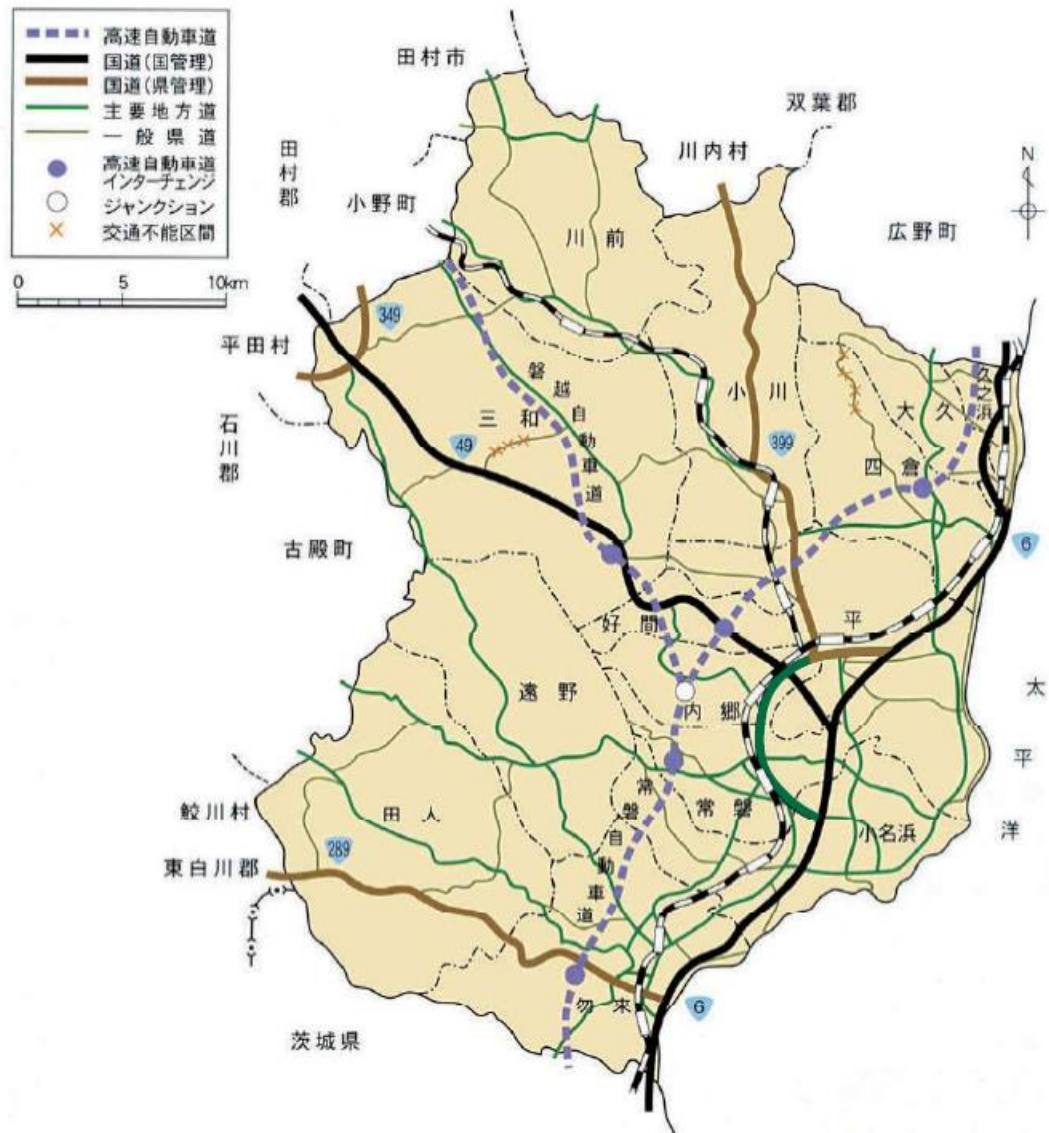 高速自動車道
国道(国管理)
国道(県管理)
主要地方道
一般県道
高速自動車道
インターチェンジ
ジャンクション
交通不能区間
0 5 10km
田村市
双葉郡
川内村
田村郡
小野町
川前
広野町
N
349
平田村
磐越自動車道
小川
久之浜
大久
三和
49
399
四倉
石川郡
古殿町
6
好間
平
遠野
内郷
太平洋
常磐自動車道
常磐
小名浜
鮫川村
田人
289
東白川郡
勿来
6
茨城県